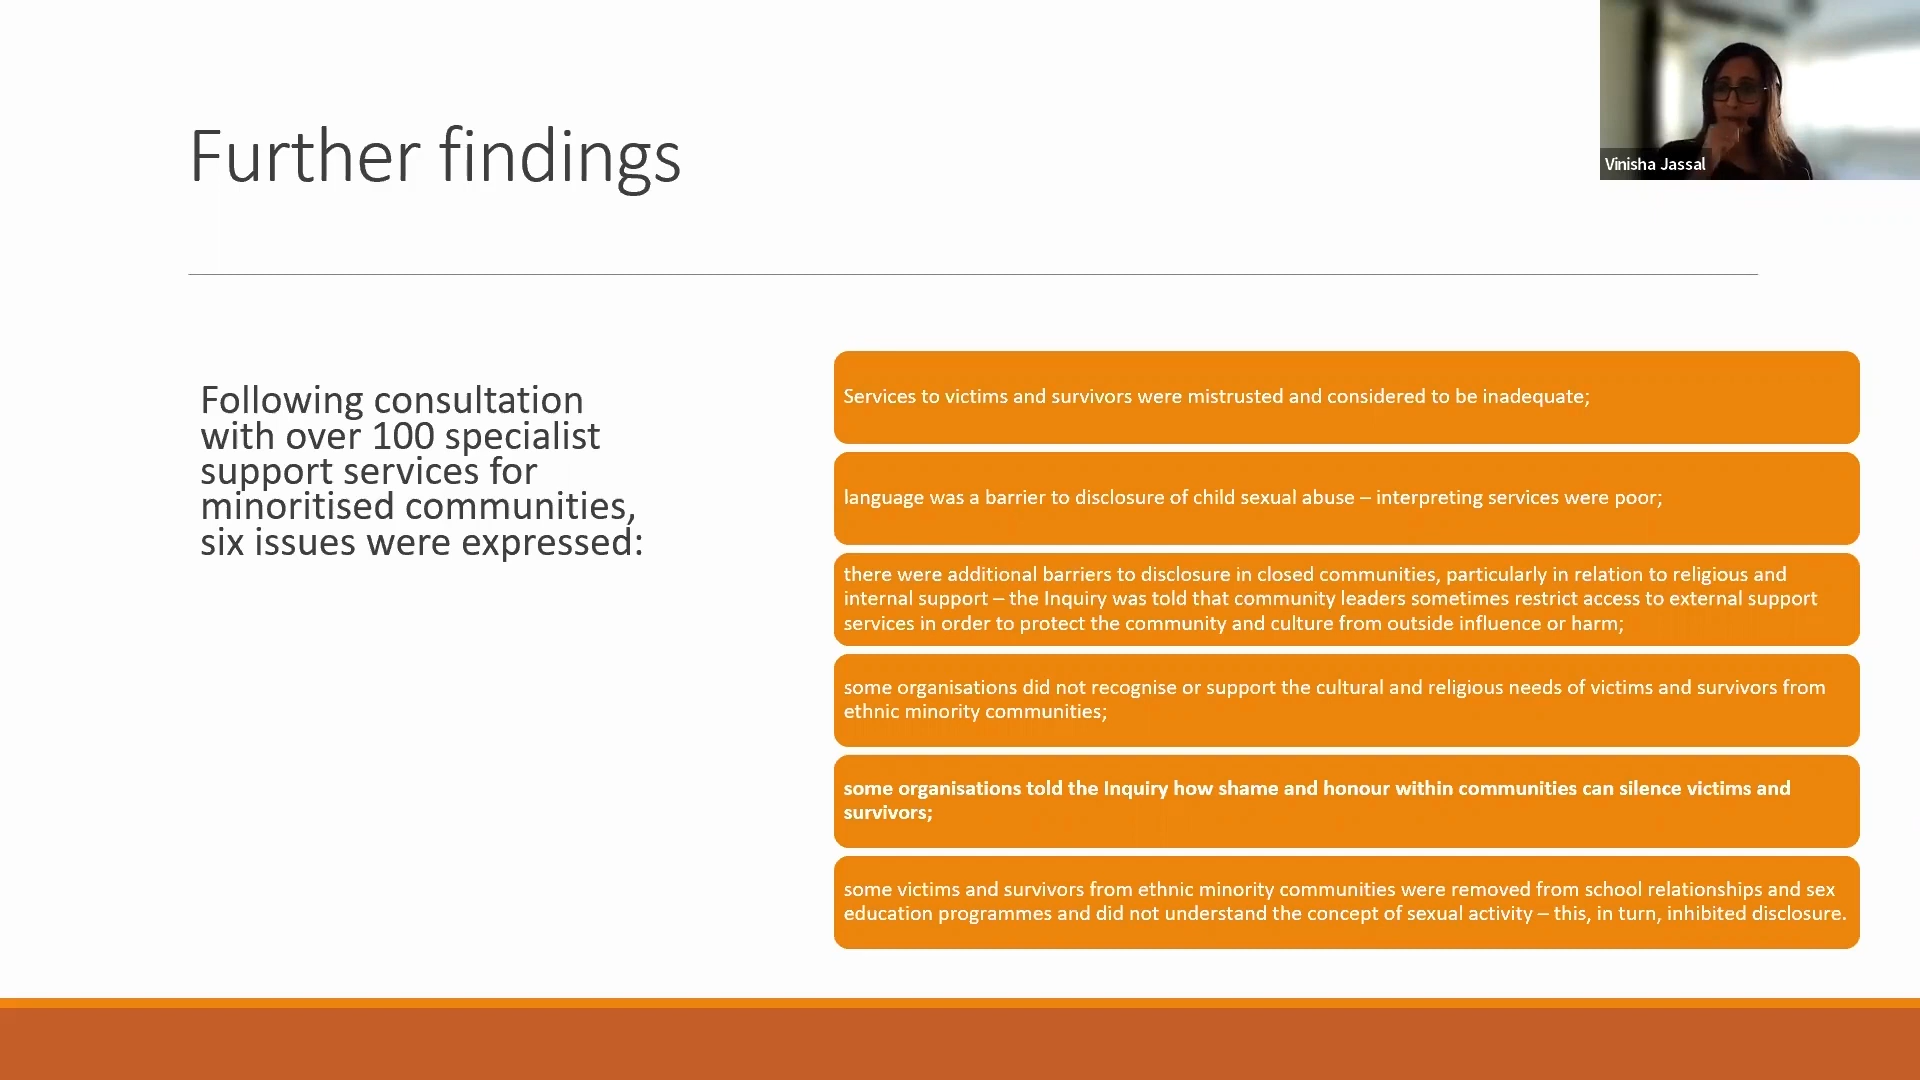 Further findings
Vinisha Jassal
Following consultation
with over 100 specialist
support services for
minoritised communities,
six issues were expressed:
Services to victims and survivors were mistrusted and considered to be inadequate;
language was a barrier to disclosure of child sexual abuse – interpreting services were poor;
there were additional barriers to disclosure in closed communities, particularly in relation to religious and
internal support – the Inquiry was told that community leaders sometimes restrict access to external support
services in order to protect the community and culture from outside influence or harm;
some organisations did not recognise or support the cultural and religious needs of victims and survivors from
ethnic minority communities;
some organisations told the Inquiry how shame and honour within communities can silence victims and
survivors;
some victims and survivors from ethnic minority communities were removed from school relationships and sex
education programmes and did not understand the concept of sexual activity – this, in turn, inhibited disclosure.